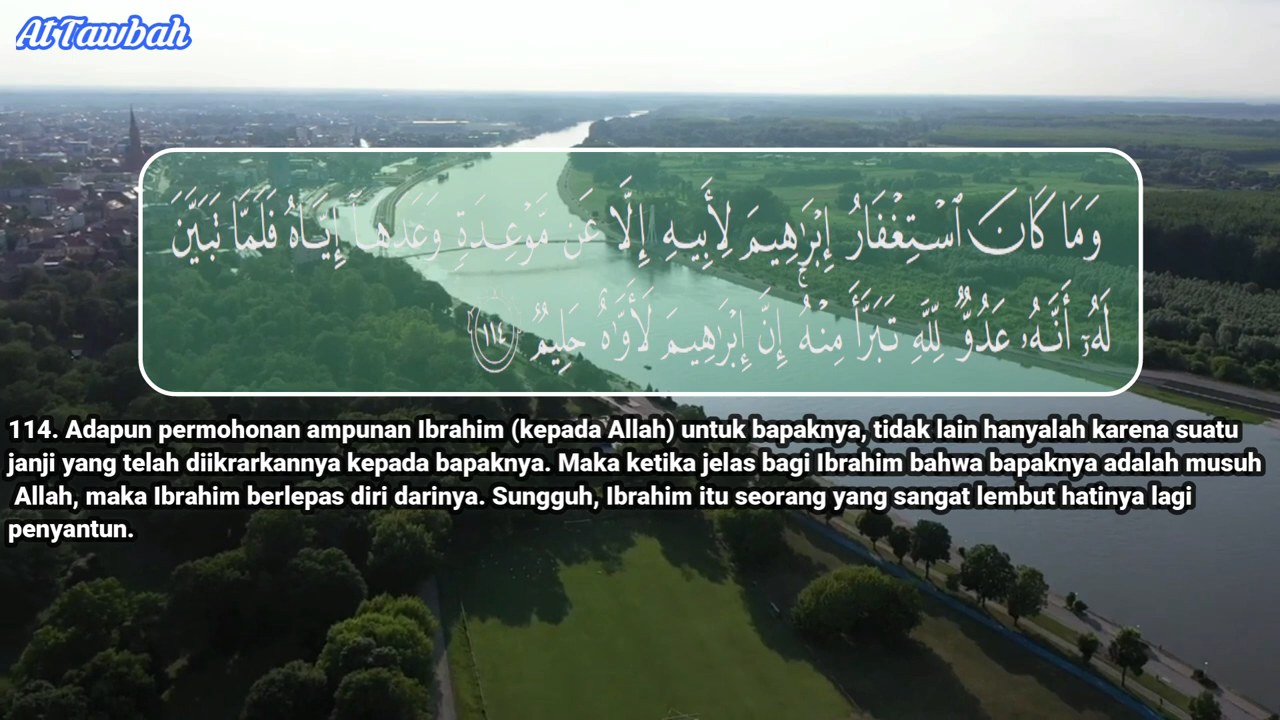 At Tawbah
وَمَا كَانَ ٱسْتِغْفَارُ إِبْرَٰهِيمَ لِأَبِيهِ إِلَّا عَن مَّوْعِدَةٍ وَعَدَهَآ إِيَّاهُ فَلَمَّا تَبَيَّنَ
لَهُۥٓ أَنَّهُۥ عَدُوٌّ لِّلَّهِ تَبَرَّأَ مِنْهُ ۚ إِنَّ إِبْرَٰهِيمَ لَأَوَّٰهٌ حَلِيمٌ ١١٤
114. Adapun permohonan ampunan Ibrahim (kepada Allah) untuk bapaknya, tidak lain hanyalah karena suatu
janji yang telah diikrarkannya kepada bapaknya. Maka ketika jelas bagi Ibrahim bahwa bapaknya adalah musuh
Allah, maka Ibrahim berlepas diri darinya. Sungguh, Ibrahim itu seorang yang sangat lembut hatinya lagi
penyantun.